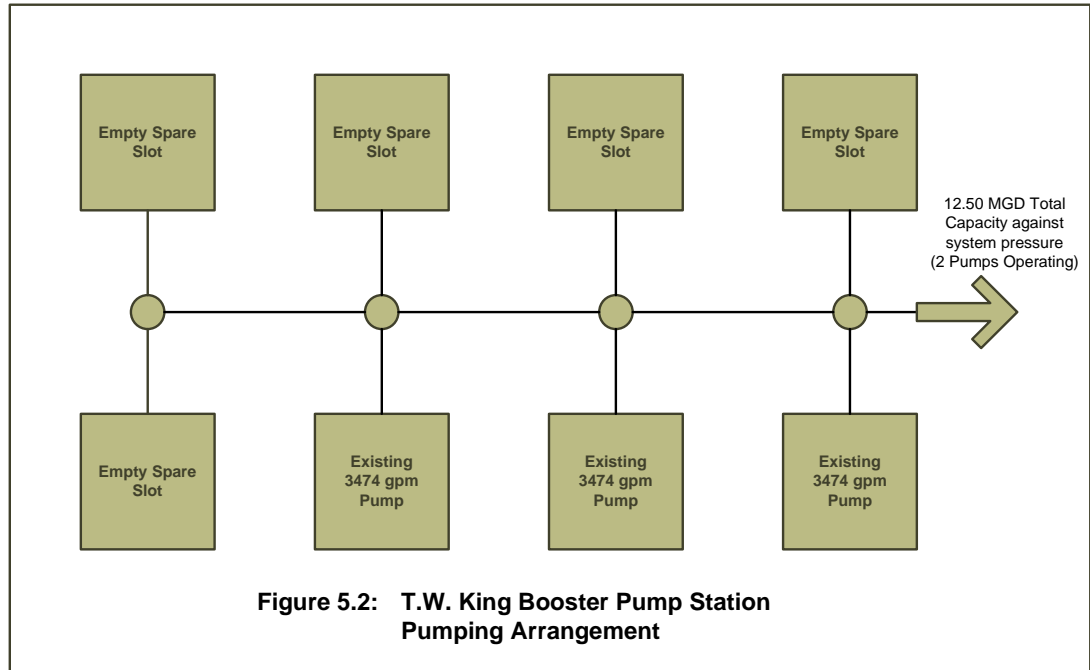 Empty Spare
Slot
Empty Spare
Slot
Empty Spare
Slot
Empty Spare
Slot
12.50 MGD Total
Capacity against
system pressure
(2 Pumps Operating)
Empty Spare
Slot
Existing
3474 gpm
Pump
Existing
3474 gpm
Pump
Existing
3474 gpm
Pump
Figure 5.2: T.W. King Booster Pump Station
Pumping Arrangement